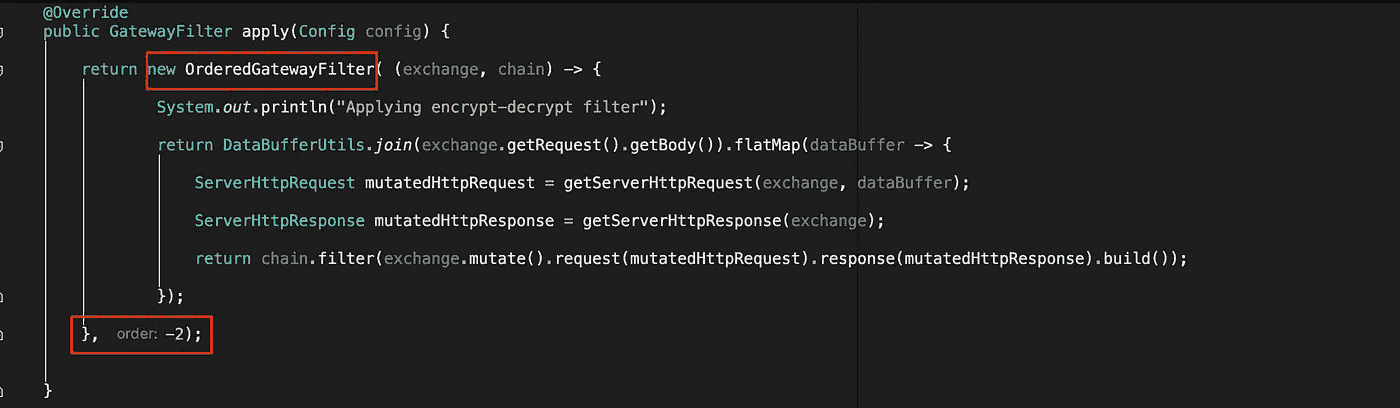 @Override
public GatewayFilter apply(Config config) {
return new OrderedGatewayFilter( (exchange, chain) -> {
System.out.println("Applying encrypt-decrypt filter");
return DataBufferUtils.join(exchange.getRequest().getBody()).flatMap(dataBuffer -> {
ServerHttpRequest mutatedHttpRequest = getServerHttpRequest(exchange, dataBuffer);
ServerHttpResponse mutatedHttpResponse = getServerHttpResponse(exchange);
return chain.filter(exchange.mutate().request(mutatedHttpRequest).response(mutatedHttpResponse).build());
});
}, order: -2);
}